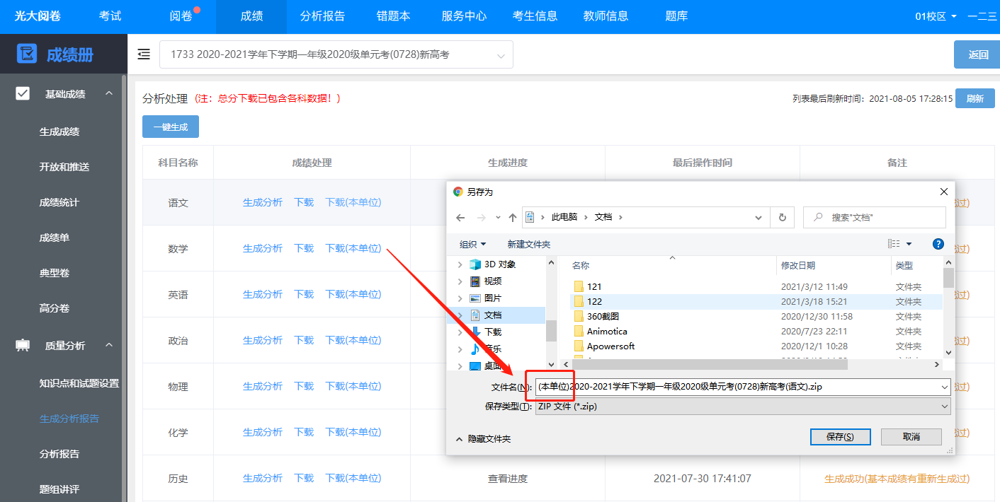 光大阅卷 考试 阅卷 成绩 分析报告 错题本 服务中心 考生信息 教师信息 题库 01校区 一二三
成绩册
1733 2020-2021学年下学期一年级2020级单元考(0728)新高考
返回
基础成绩
生成成绩
开放和推送
成绩统计
成绩单
典型卷
高分卷
质量分析
知识点和试题设置
生成分析报告
分析报告
题组讲评
分析处理 (注：总分下载已包含各科数据！)
列表最后刷新时间：2021-08-05 17:28:15 刷新
一键生成
科目名称 成绩处理 生成进度 最后操作时间 备注
语文 生成分析 下载 下载(本单位) 过)
数学 生成分析 下载 下载(本单位) 过)
英语 生成分析 下载 下载(本单位) 过)
政治 生成分析 下载 下载(本单位) 过)
物理 生成分析 下载 下载(本单位) 过)
化学 生成分析 下载 下载(本单位) 过)
历史 生成分析 下载 下载(本单位) 查看进度 2021-07-30 17:41:07 生成成功(基本成绩有重新生成过)
另存为
此电脑 文档
搜索"文档"
组织 新建文件夹
3D 对象
视频
图片
文档
下载
音乐
桌面
名称 修改日期 类型
121 2021/3/12 11:49 文件夹
122 2021/3/18 15:21 文件夹
360截图 2020/12/30 11:58 文件夹
Animotica 2020/7/23 22:11 文件夹
Apowersoft 2020/12/1 10:28 文件夹
文件名(N): (本单位)2020-2021学年下学期一年级2020级单元考(0728)新高考(语文).zip
保存类型(T): ZIP 文件 (*.zip)
隐藏文件夹
保存(S) 取消